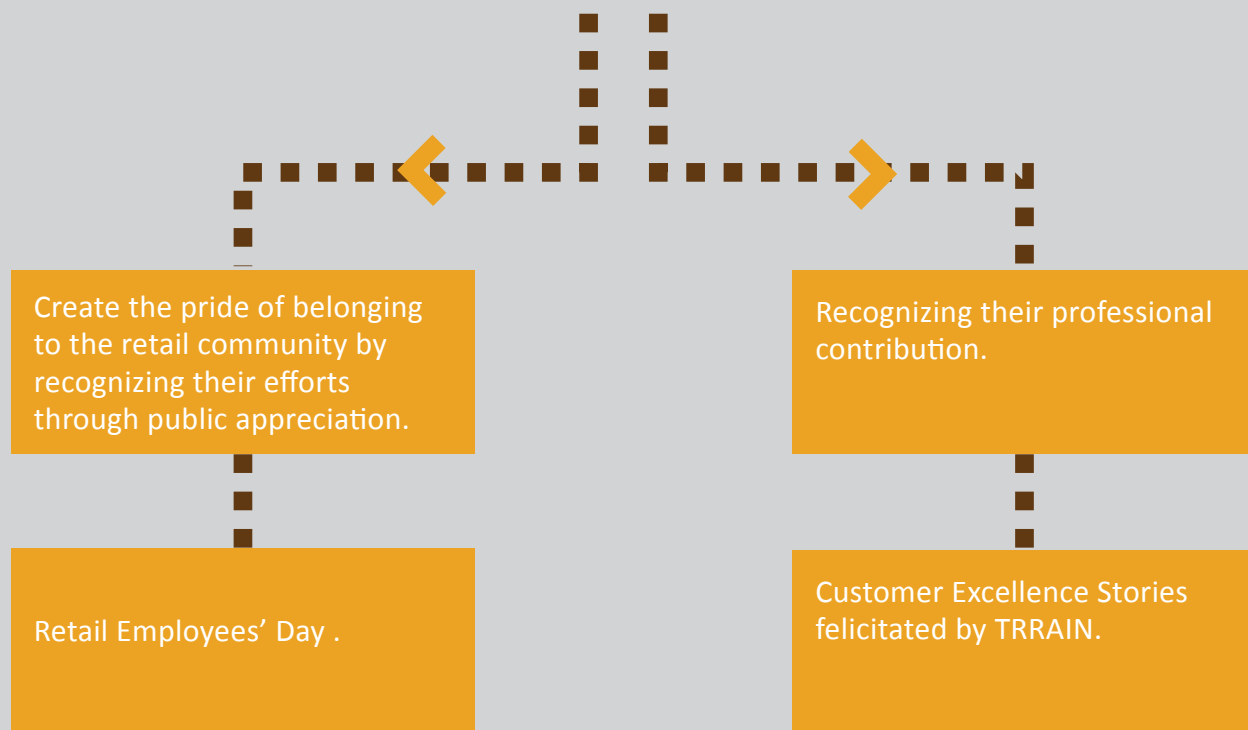 Create the pride of belonging
to the retail community by
recognizing their efforts
through public appreciation.
Recognizing their professional
contribution.
Retail Employees’ Day .
Customer Excellence Stories
felicitated by TRRAIN.